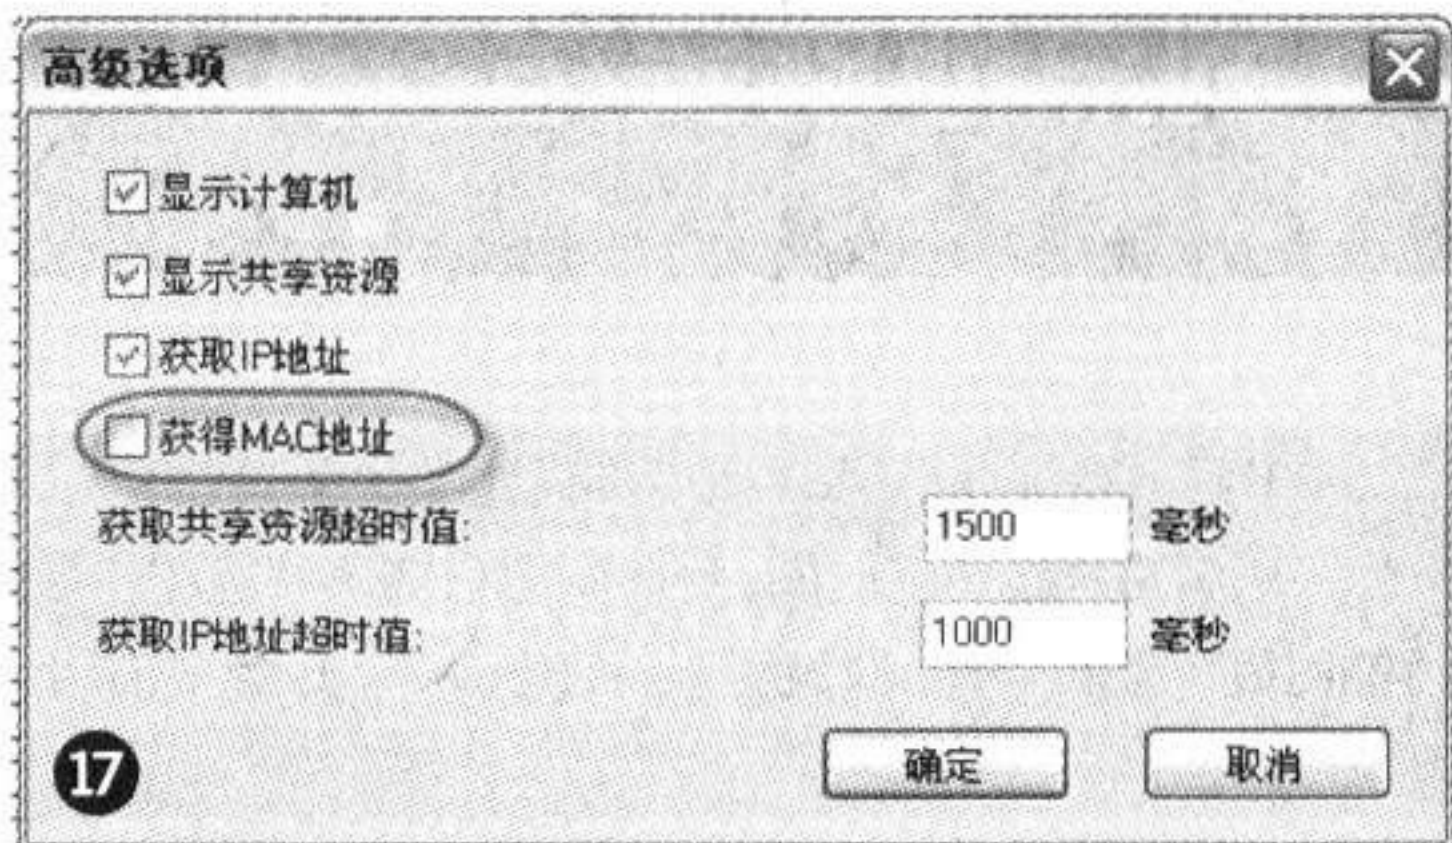 高级选项
显示计算机
显示共享资源
获取IP地址
获得MAC地址
获取共享资源超时值: 1500 毫秒
获取IP地址超时值: 1000 毫秒
17 确定 取消